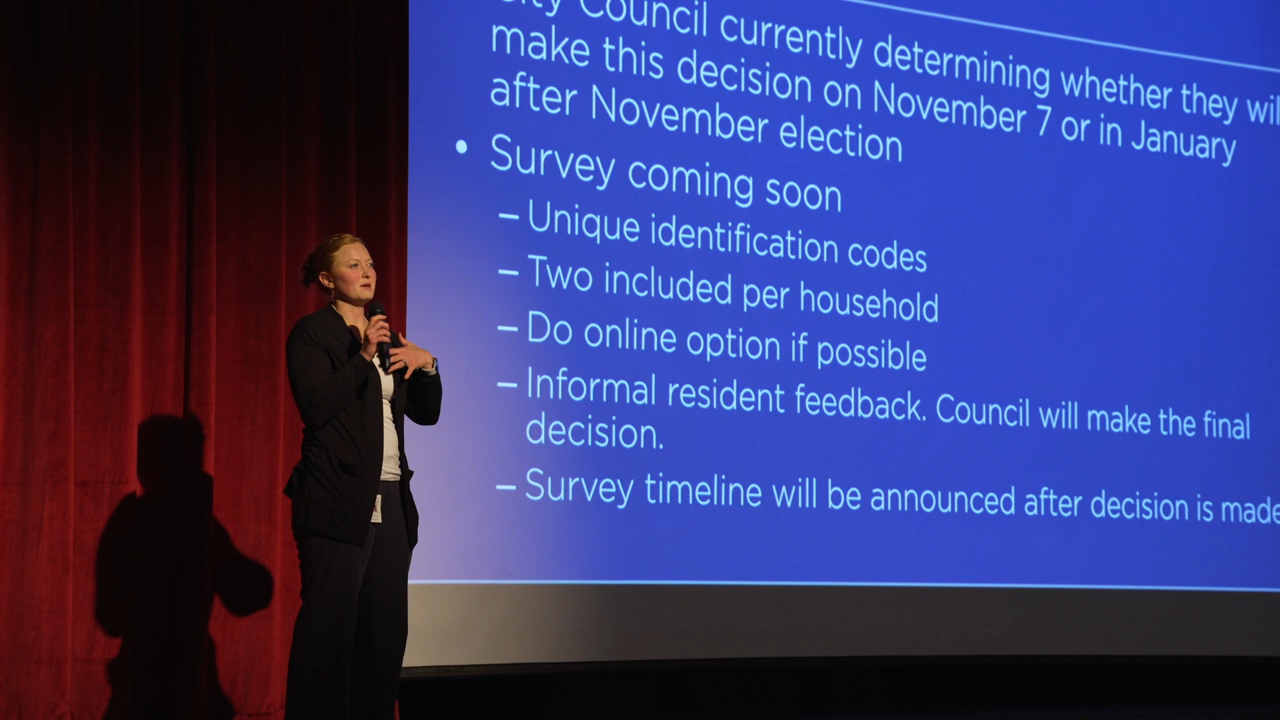 City Council currently determining whether they wil
make this decision on November 7 or in January
after November election
• Survey coming soon
– Unique identification codes
– Two included per household
– Do online option if possible
– Informal resident feedback. Council will make the final
decision.
– Survey timeline will be announced after decision is made